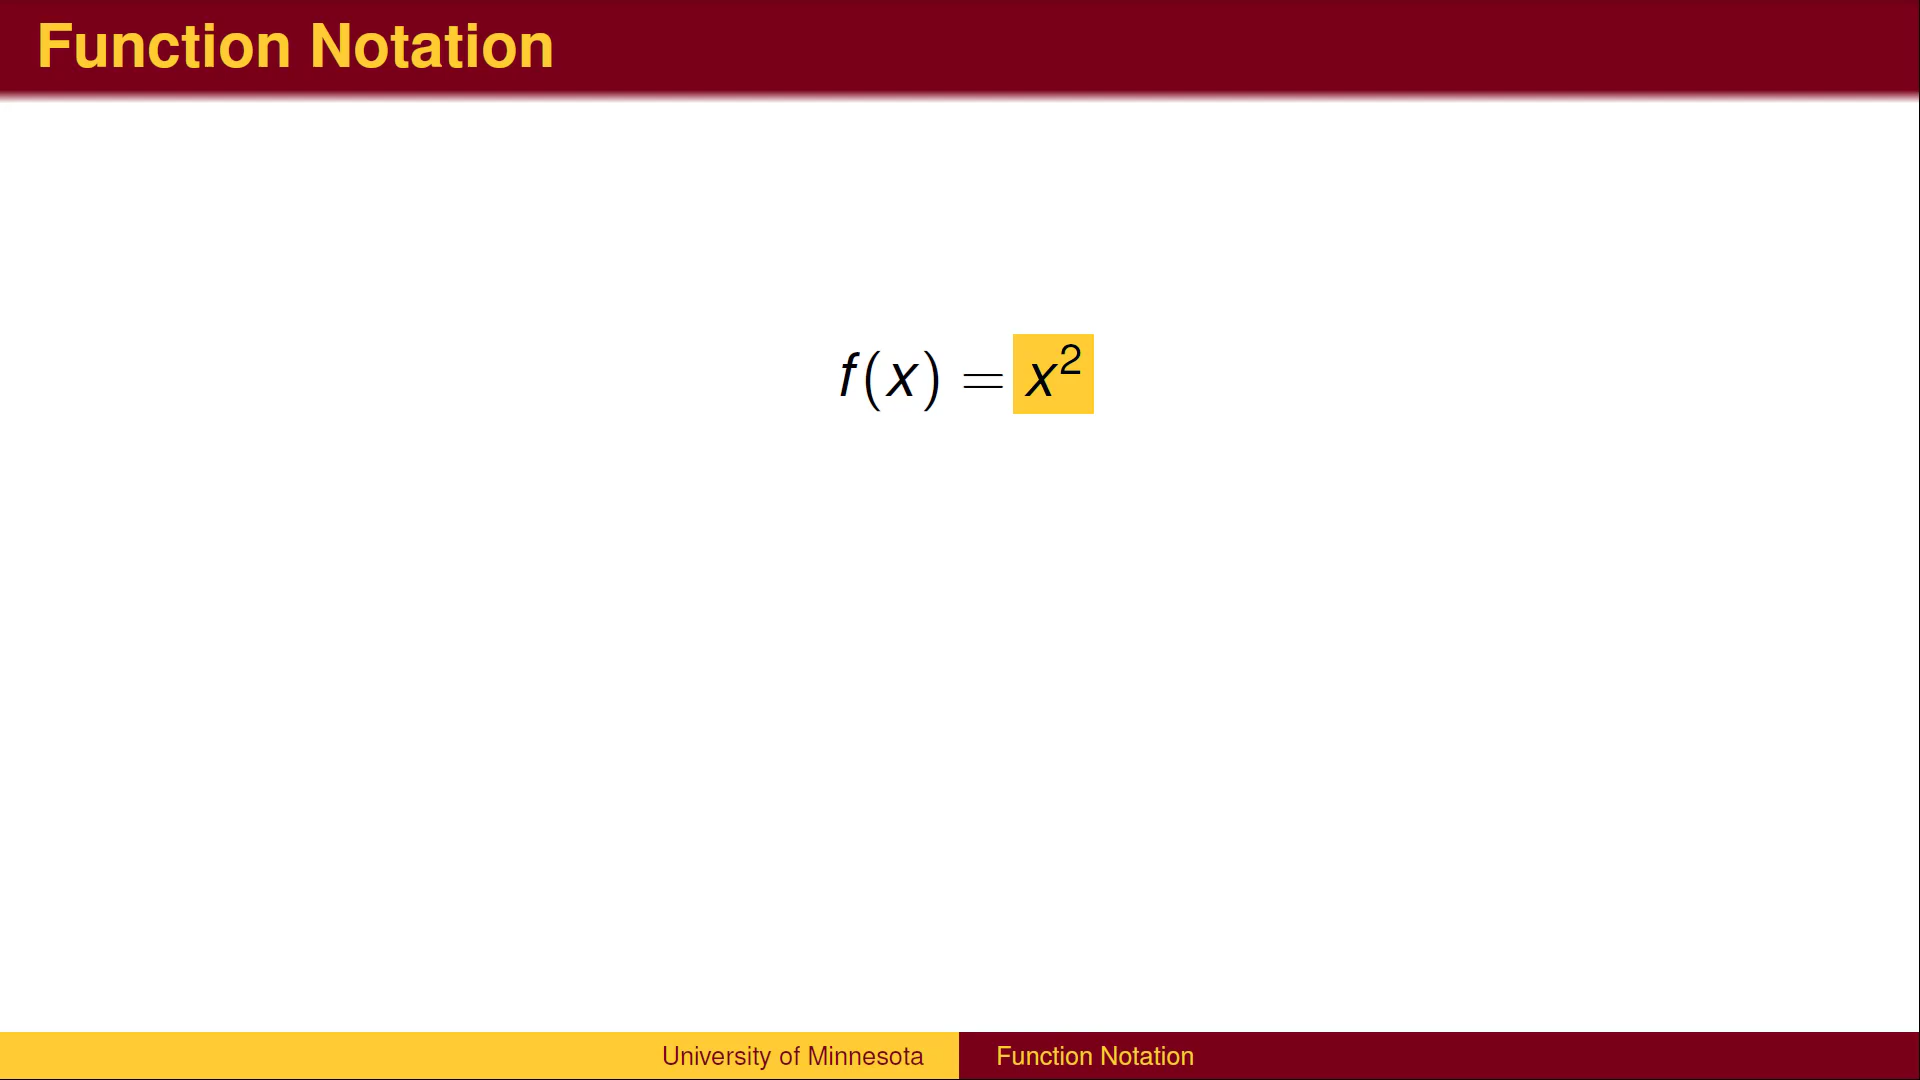 Function Notation
f(x) = x²
University of Minnesota
Function Notation